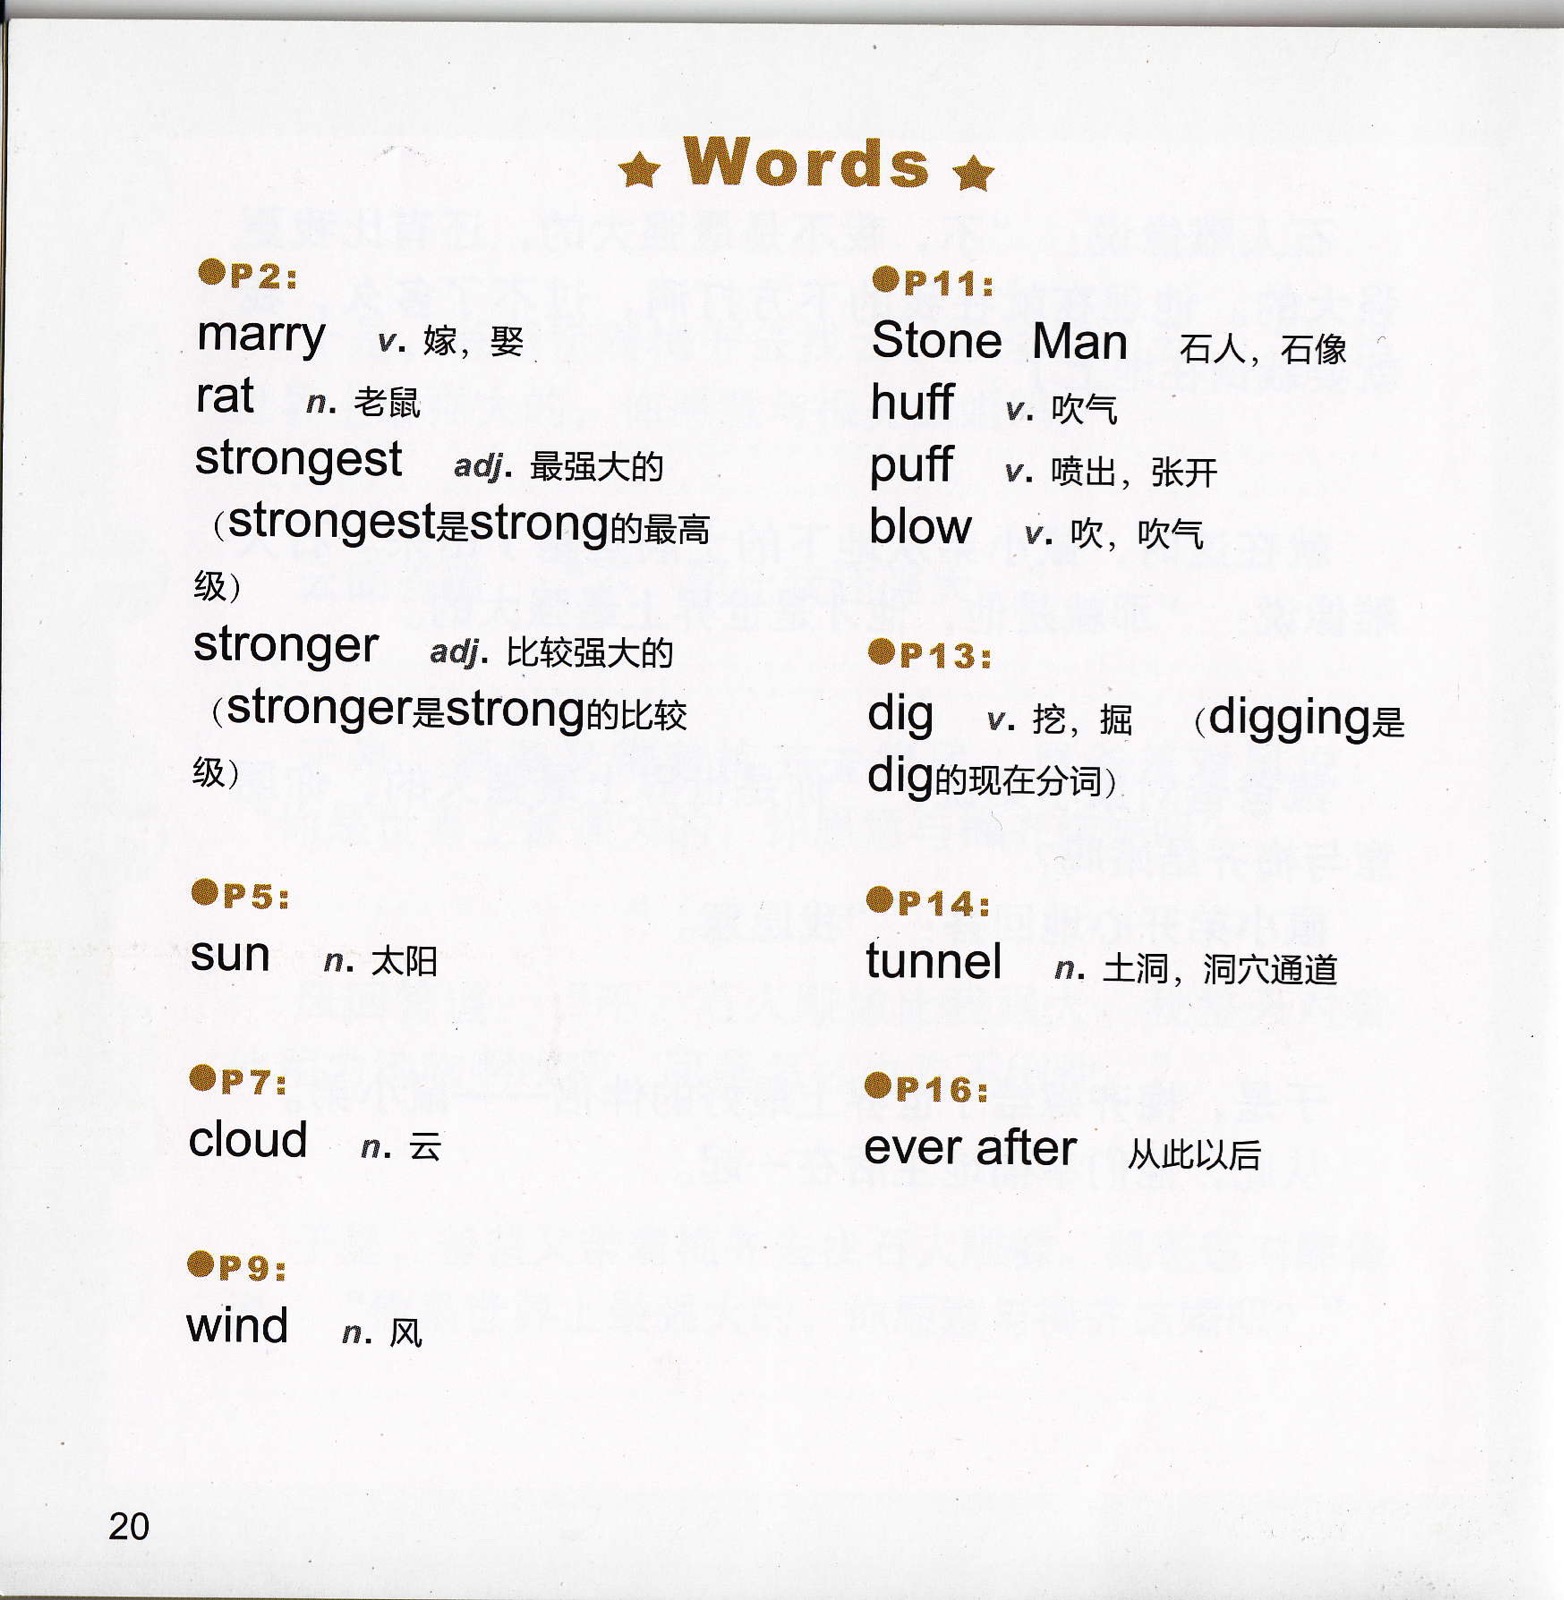 ★ Words ★
●P2:
marry v. 嫁，娶
rat n. 老鼠
strongest adj. 最强大的
（strongest是strong的最高
级）
stronger adj. 比较强大的
（stronger是strong的比较
级）
●P5:
sun n. 太阳
●P7:
cloud n. 云
●P9:
wind n. 风
●P11:
Stone Man 石人，石像
huff v. 吹气
puff v. 喷出，张开
blow v. 吹，吹气
●P13:
dig v. 挖，掘 （digging是
dig的现在分词）
●P14:
tunnel n. 土洞，洞穴通道
●P16:
ever after 从此以后
20